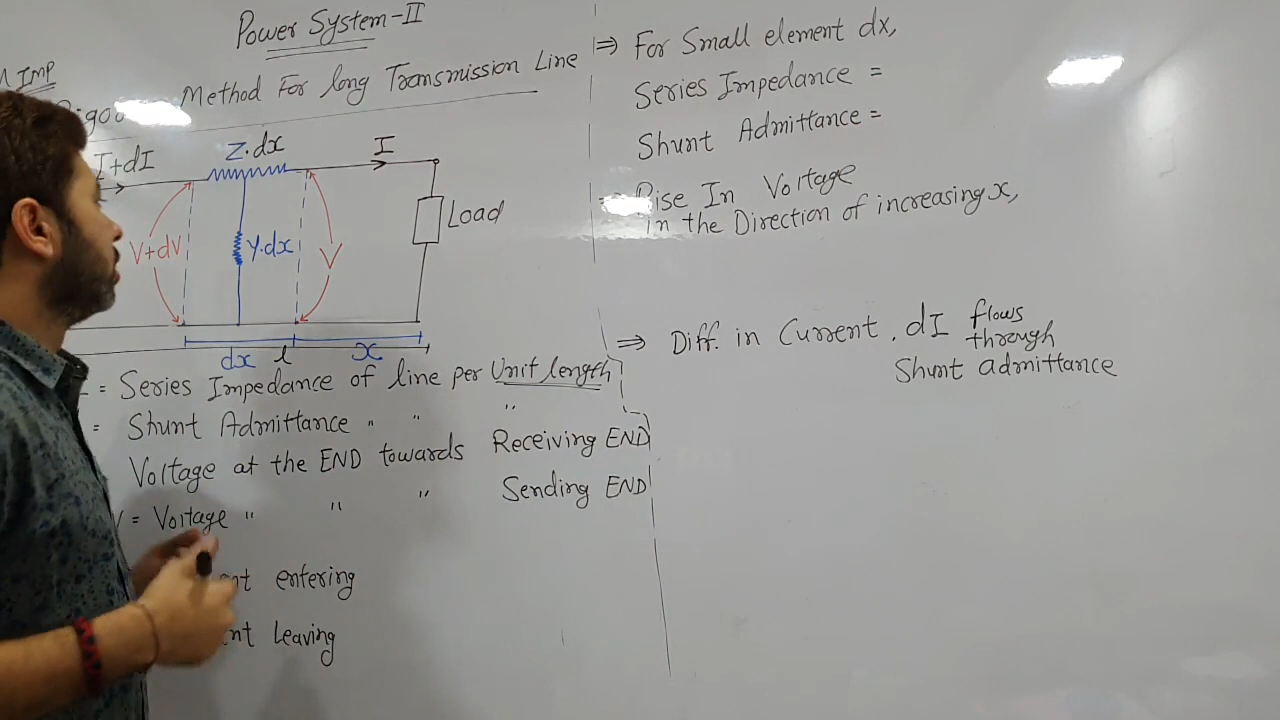 Power System-II
IMP
Method For long Transmission Line
I+dI
Z.dx
I
Load
V+dV
Y.dx
V
dx
l
x
= Series Impedance of line per Unit length
= Shunt Admittance " " "
Voltage at the END towards Receiving END
= Voltage " " " Sending END
entering
Leaving
⇒ For Small element dx,
Series Impedance =
Shunt Admittance =
Rise In Voltage
in the Direction of increasing x,
⇒ Diff. in Current, dI flows
through
Shunt admittance